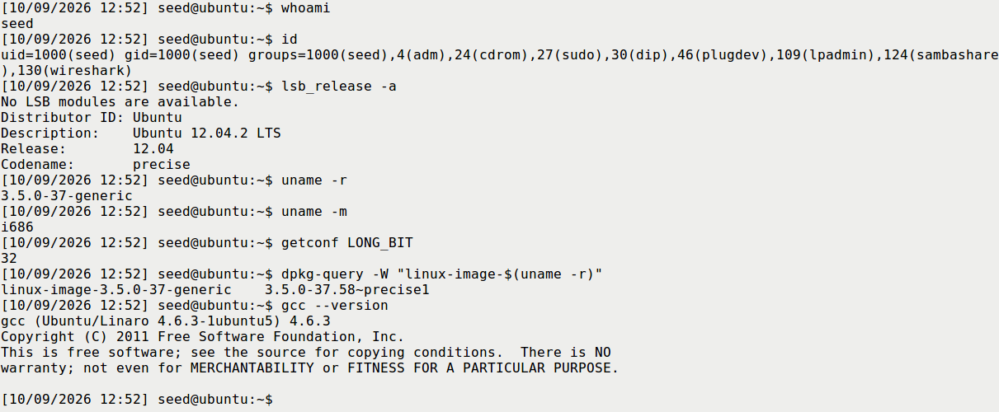 [10/09/2026 12:52] seed@ubuntu:~$ whoami
seed
[10/09/2026 12:52] seed@ubuntu:~$ id
uid=1000(seed) gid=1000(seed) groups=1000(seed),4(adm),24(cdrom),27(sudo),30(dip),46(plugdev),109(lpadmin),124(sambashare
),130(wireshark)
[10/09/2026 12:52] seed@ubuntu:~$ lsb_release -a
No LSB modules are available.
Distributor ID: Ubuntu
Description:    Ubuntu 12.04.2 LTS
Release:        12.04
Codename:       precise
[10/09/2026 12:52] seed@ubuntu:~$ uname -r
3.5.0-37-generic
[10/09/2026 12:52] seed@ubuntu:~$ uname -m
i686
[10/09/2026 12:52] seed@ubuntu:~$ getconf LONG_BIT
32
[10/09/2026 12:52] seed@ubuntu:~$ dpkg-query -W "linux-image-$(uname -r)"
linux-image-3.5.0-37-generic    3.5.0-37.58~precise1
[10/09/2026 12:52] seed@ubuntu:~$ gcc --version
gcc (Ubuntu/Linaro 4.6.3-1ubuntu5) 4.6.3
Copyright (C) 2011 Free Software Foundation, Inc.
This is free software; see the source for copying conditions.  There is NO
warranty; not even for MERCHANTABILITY or FITNESS FOR A PARTICULAR PURPOSE.

[10/09/2026 12:52] seed@ubuntu:~$